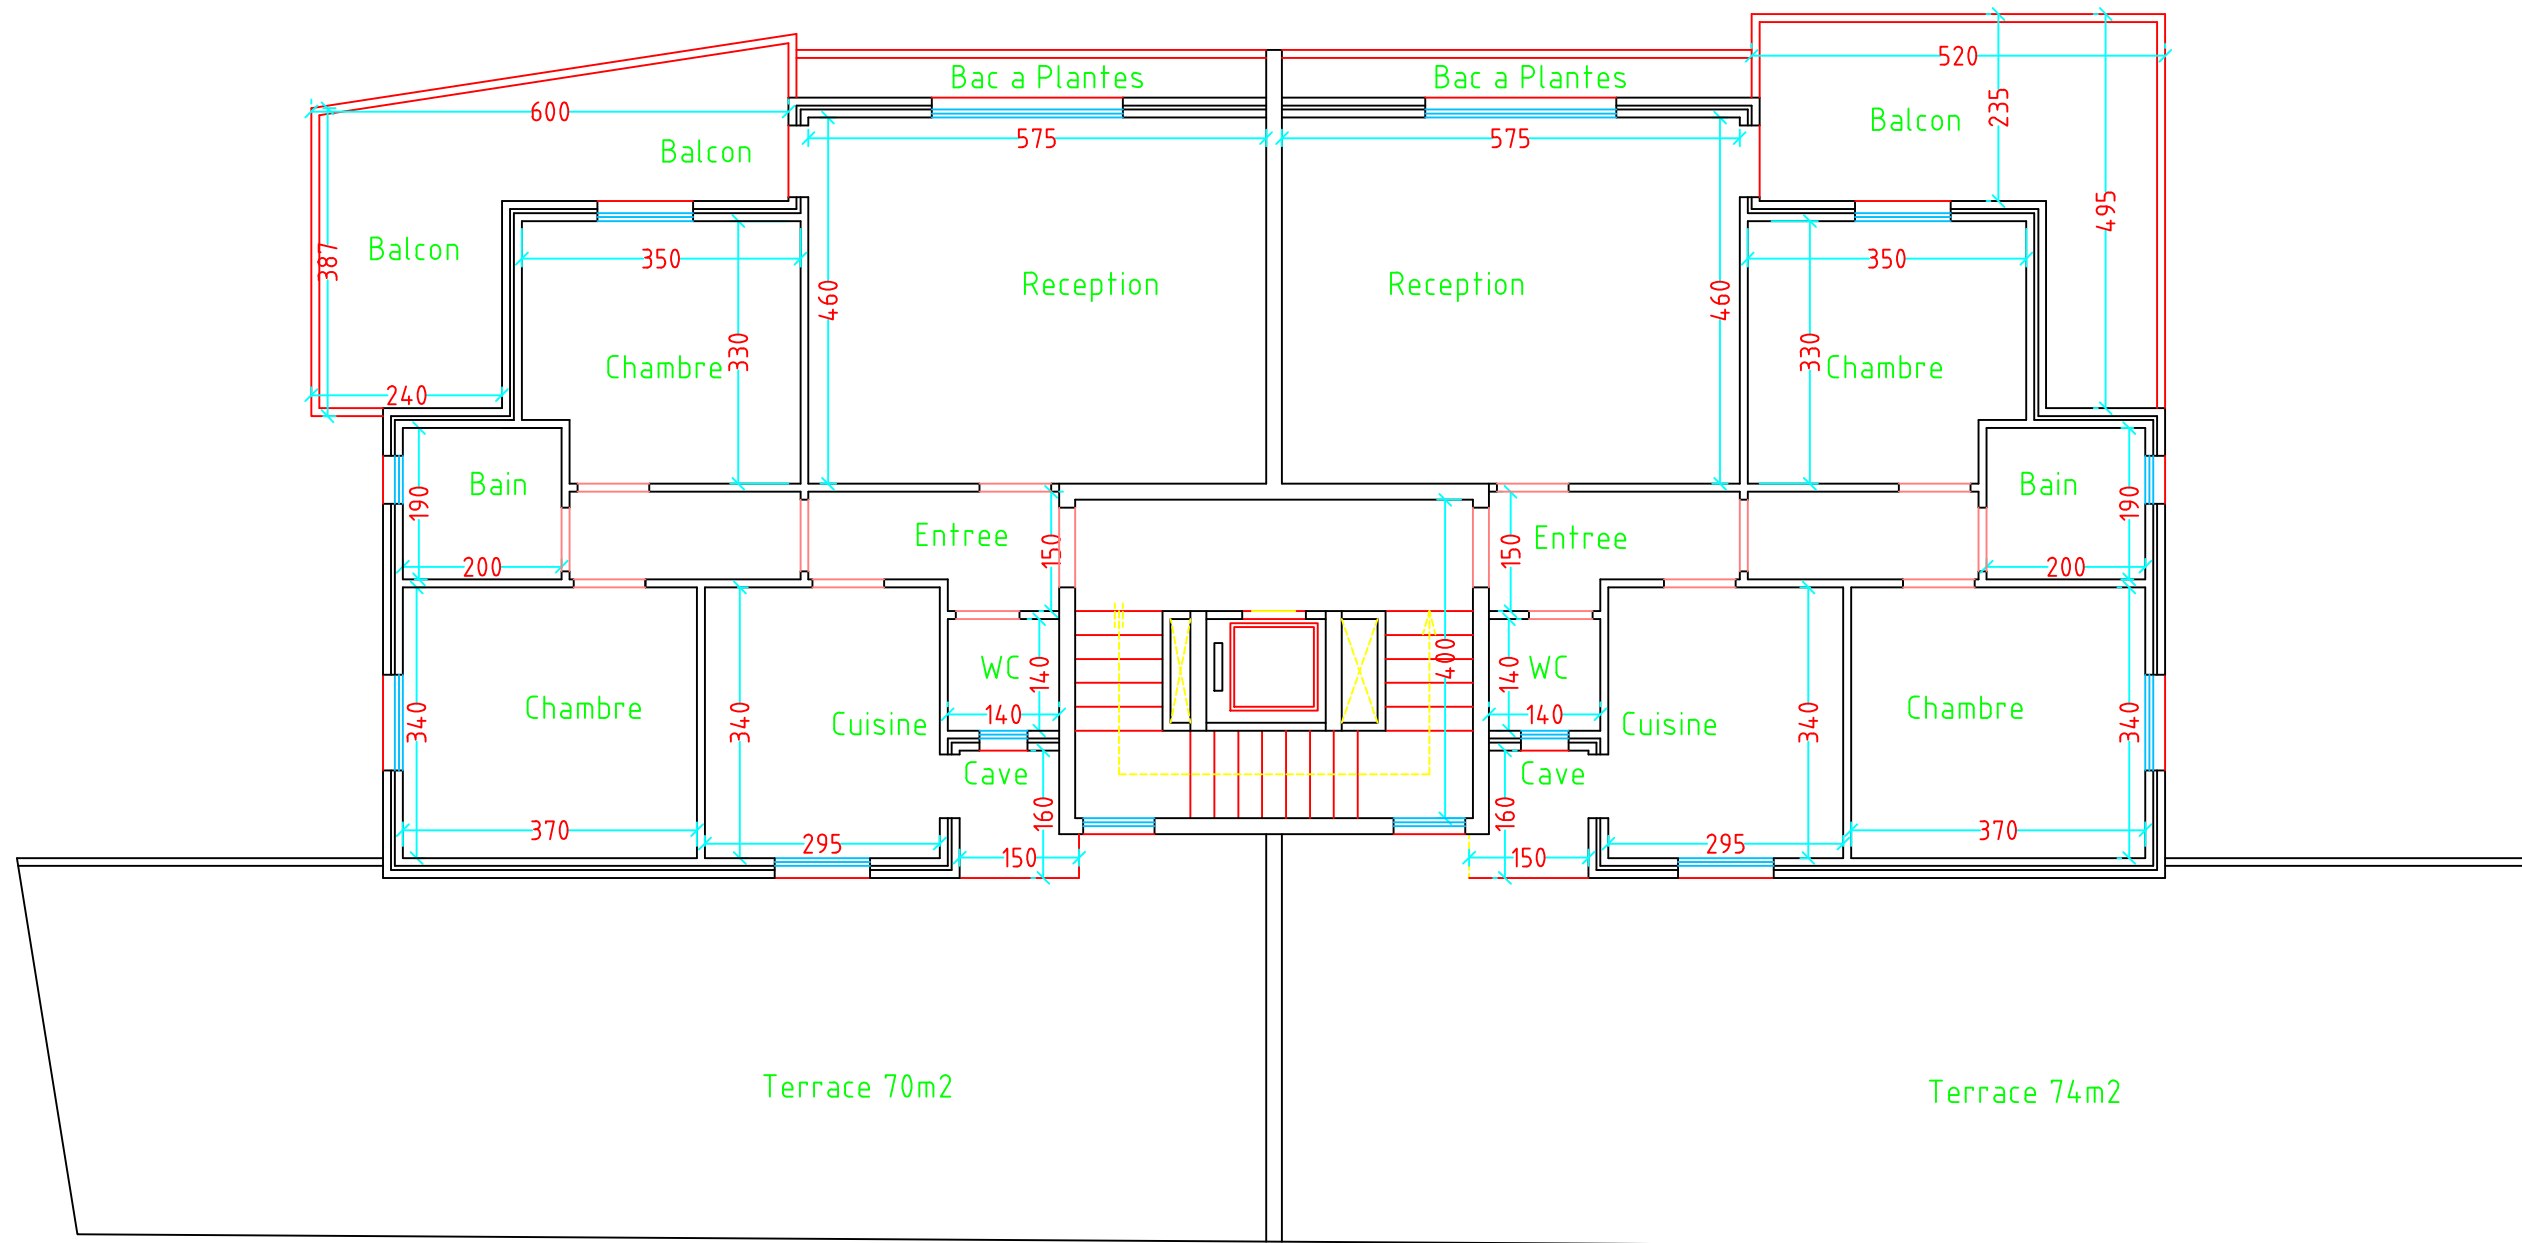 520
Bac a Plantes
Bac a Plantes
235
600
Balcon
575
575
Balcon
495
Balcon
387
350
350
Reception
Reception
460
460
330
330
Chambre
Chambre
240
Bain
Bain
190
190
Entree
Entree
150
150
200
200
WC
140
400
140
WC
Chambre
340
340
Cuisine
140
140
Cuisine
340
Chambre
340
Cave
Cave
160
160
370
295
150
150
295
370
Terrace 70m2
Terrace 74m2